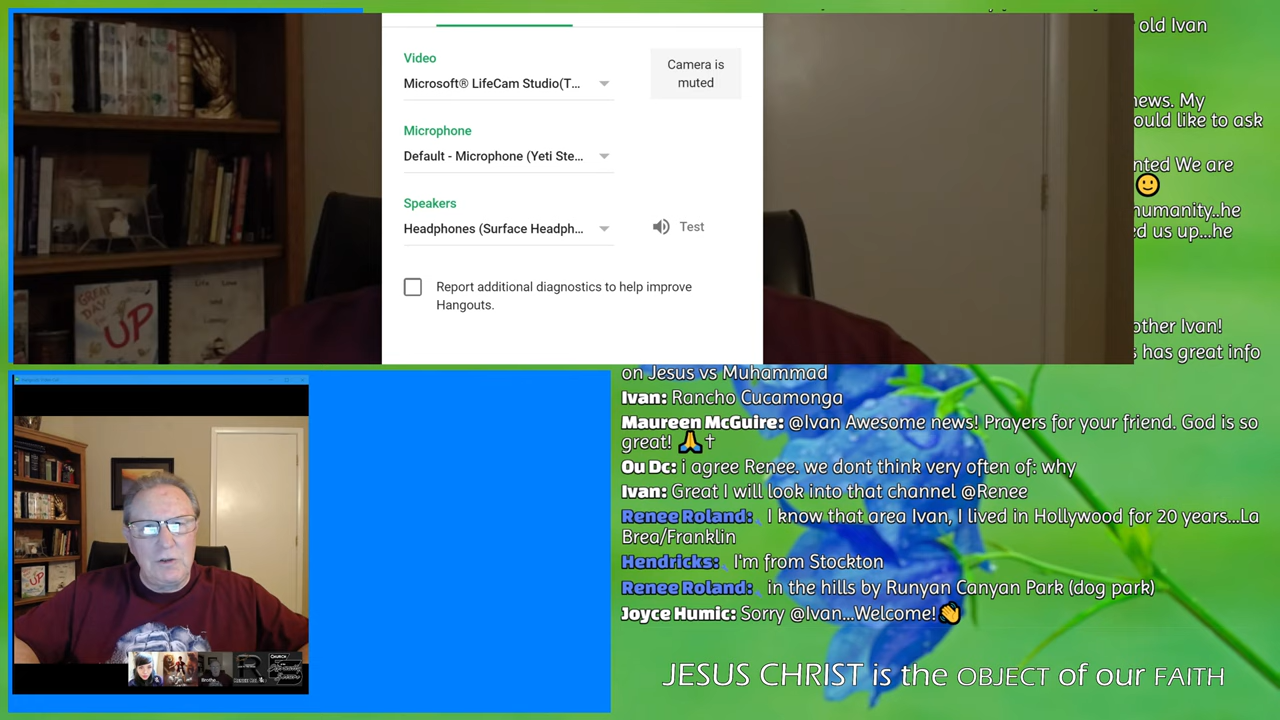 Video
Microsoft® LifeCam Studio(T...
Camera is
muted
Microphone
Default - Microphone (Yeti Ste...
Speakers
Headphones (Surface Headph...
Test
Report additional diagnostics to help improve
Hangouts.
GREAT
DAY
UP
old Ivan
news. My
ould like to ask
nted We are
🙂
humanity..he
ed us up...he
other Ivan!
s has great info
on Jesus vs Muhammad
Ivan: Rancho Cucamonga
Maureen McGuire: @Ivan Awesome news! Prayers for your friend. God is so
great! 🙏✝
Ou Dc: i agree Renee. we dont think very often of: why
Ivan: Great I will look into that channel @Renee
Renee Roland: I know that area Ivan, I lived in Hollywood for 20 years...La
Brea/Franklin
Hendricks: I'm from Stockton
Renee Roland: in the hills by Runyan Canyan Park (dog park)
Joyce Humic: Sorry @Ivan...Welcome!👋
JESUS CHRIST is the OBJECT of our FAITH